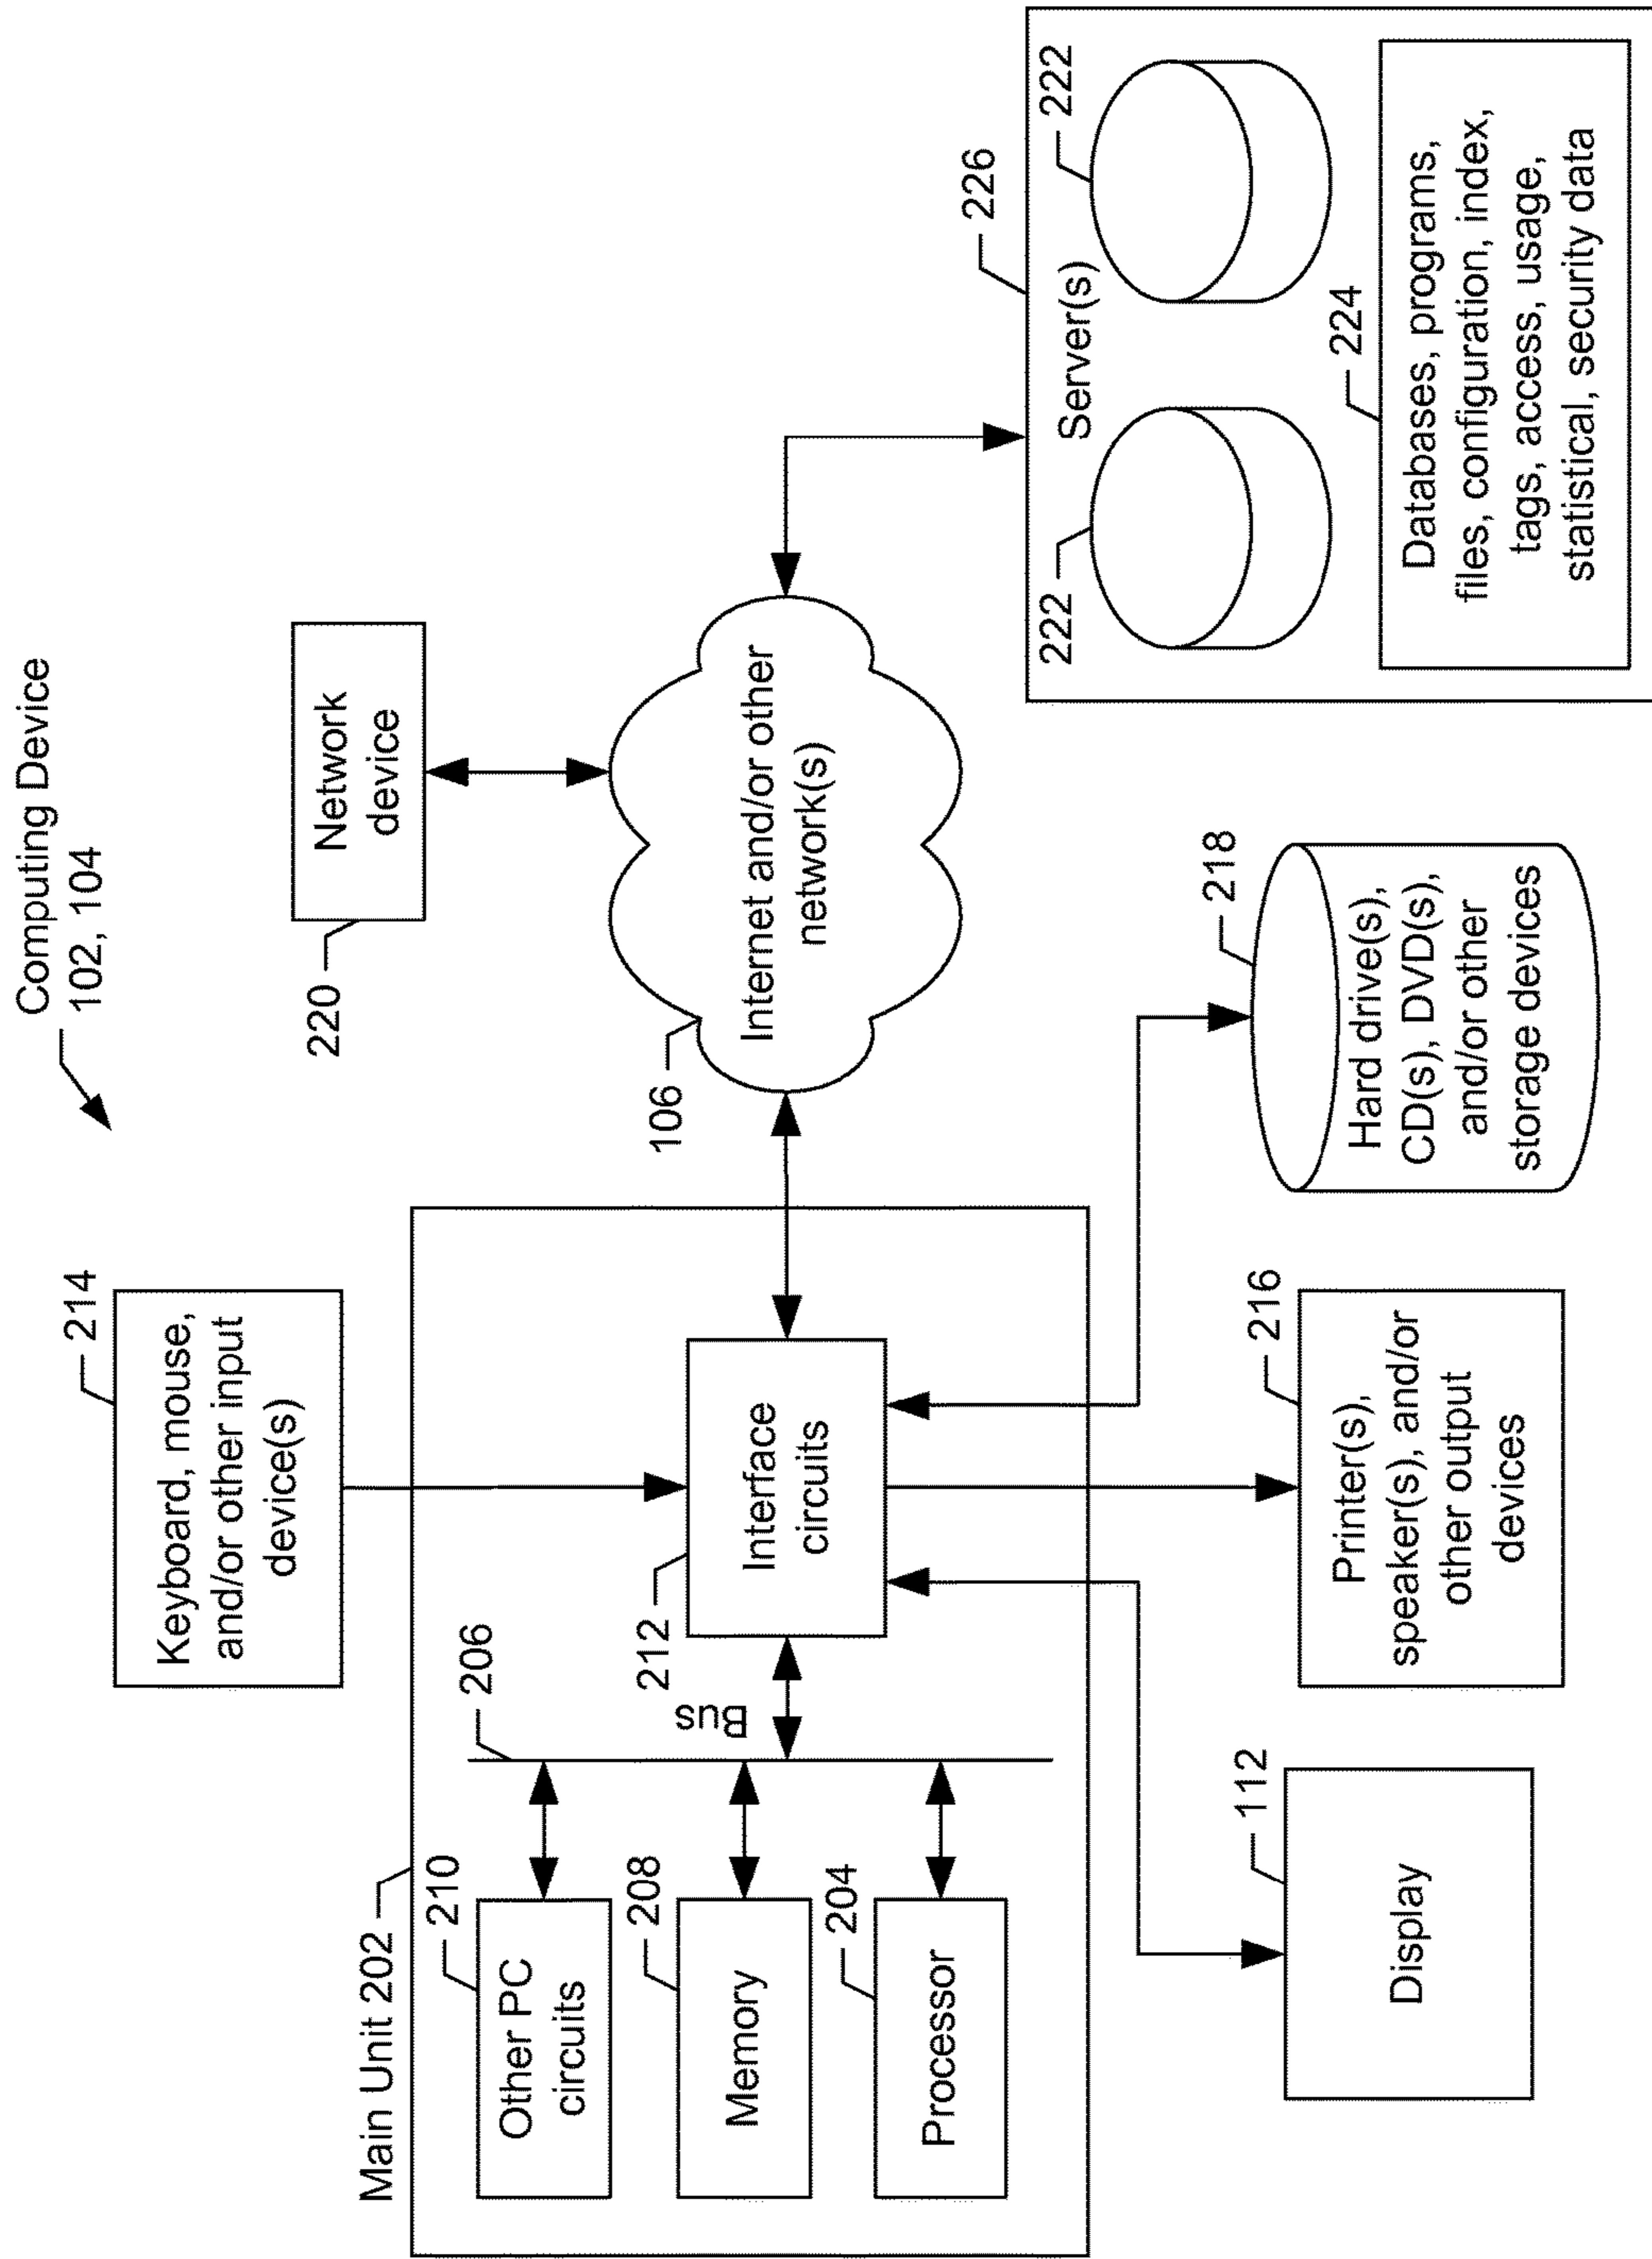 Computing Device
102, 104
214
Keyboard, mouse,
and/or other input
device(s)
Network
device
220
Main Unit 202
210
Other PC
circuits
206
Bus
208
Memory
204
Processor
212
Interface
circuits
106
Internet and/or other
network(s)
226
Server(s)
222
222
224
Databases, programs,
files, configuration, index,
tags, access, usage,
statistical, security data
112
Display
216
Printer(s),
speaker(s), and/or
other output
devices
218
Hard drive(s),
CD(s), DVD(s),
and/or other
storage devices